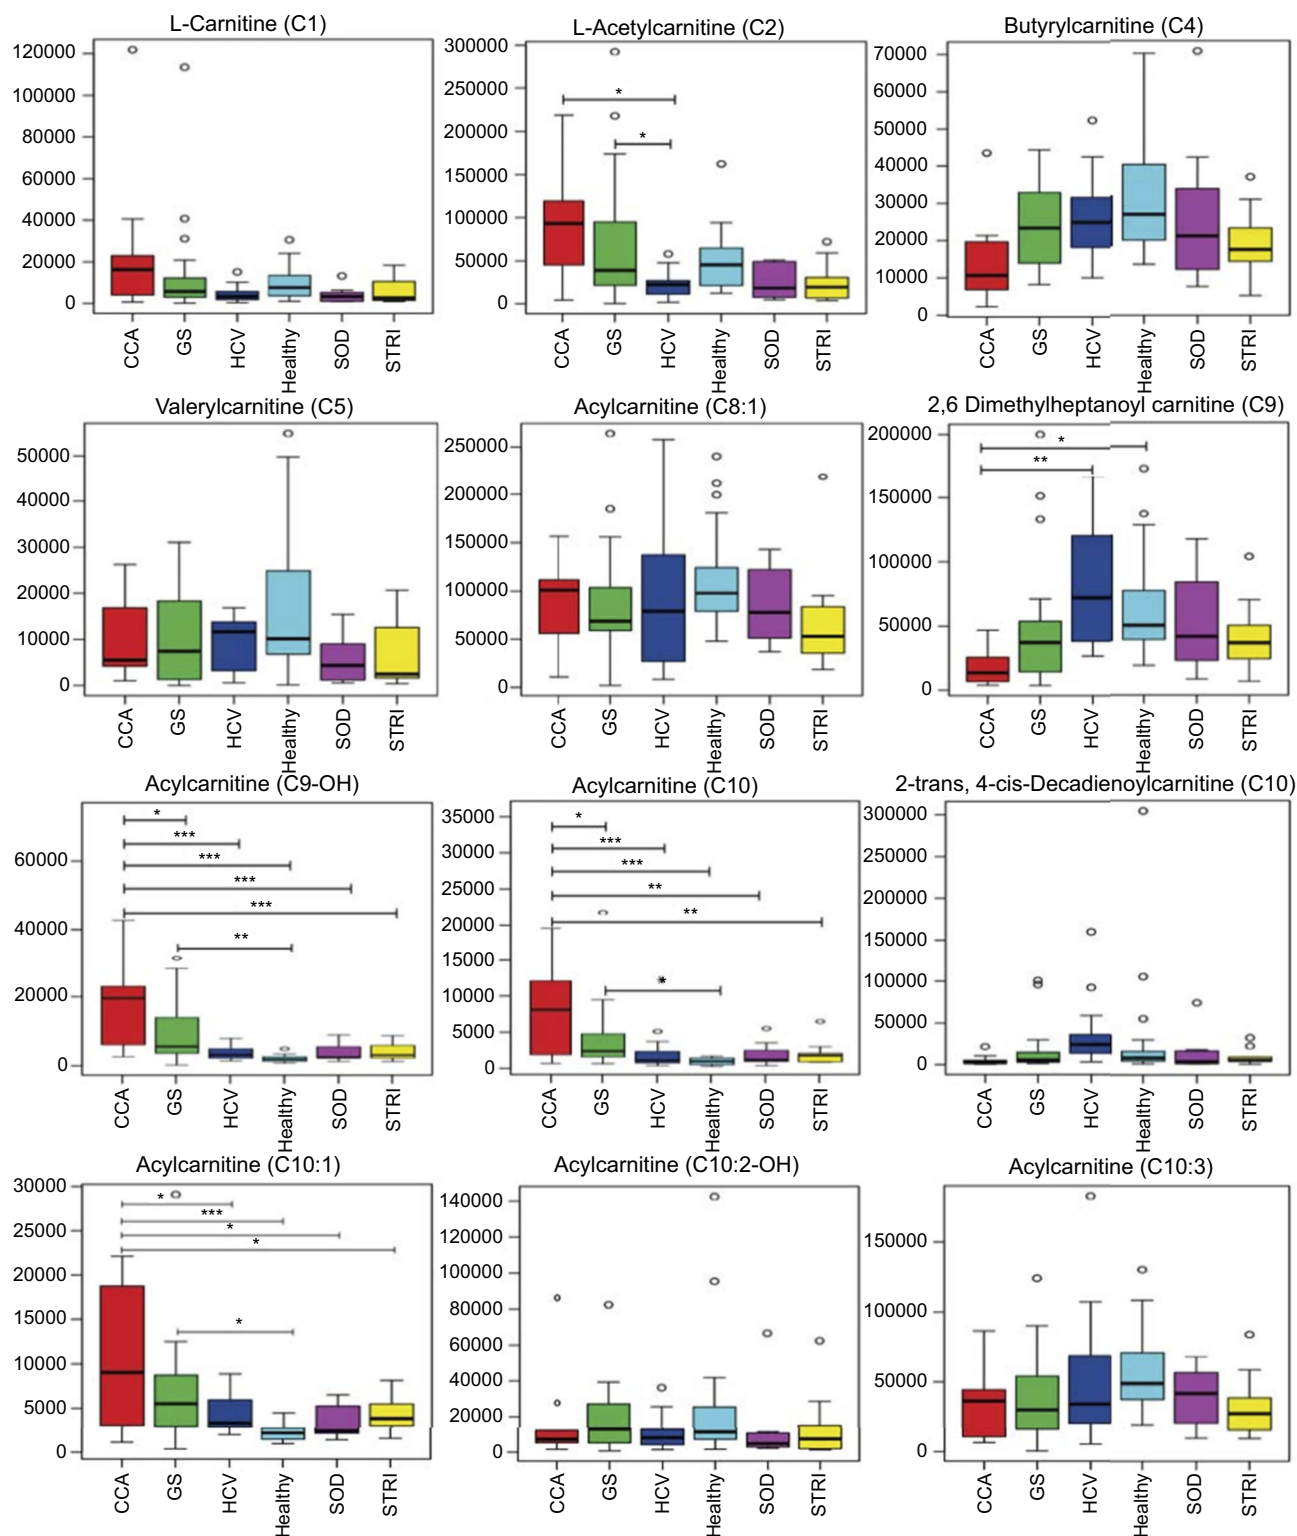 L-Carnitine (C1)
120000
100000
80000
60000
40000
20000
0
CCA
GS
HCV
Healthy
SOD
STRI
L-Acetylcarnitine (C2)
300000
250000
200000
150000
100000
50000
0
*
*
CCA
GS
HCV
Healthy
SOD
STRI
Butyrylcarnitine (C4)
70000
60000
50000
40000
30000
20000
10000
0
CCA
GS
HCV
Healthy
SOD
STRI
Valerylcarnitine (C5)
50000
40000
30000
20000
10000
0
CCA
GS
HCV
Healthy
SOD
STRI
Acylcarnitine (C8:1)
250000
200000
150000
100000
50000
0
CCA
GS
HCV
Healthy
SOD
STRI
2,6 Dimethylheptanoyl carnitine (C9)
200000
150000
100000
50000
0
*
**
CCA
GS
HCV
Healthy
SOD
STRI
Acylcarnitine (C9-OH)
60000
40000
20000
0
*
***
***
***
***
**
CCA
GS
HCV
Healthy
SOD
STRI
Acylcarnitine (C10)
35000
30000
25000
20000
15000
10000
5000
0
*
***
***
**
**
*
CCA
GS
HCV
Healthy
SOD
STRI
2-trans, 4-cis-Decadienoylcarnitine (C10)
300000
250000
200000
150000
100000
50000
0
CCA
GS
HCV
Healthy
SOD
STRI
Acylcarnitine (C10:1)
30000
25000
20000
15000
10000
5000
0
*
***
*
*
*
CCA
GS
HCV
Healthy
SOD
STRI
Acylcarnitine (C10:2-OH)
140000
120000
100000
80000
60000
40000
20000
0
CCA
GS
HCV
Healthy
SOD
STRI
Acylcarnitine (C10:3)
150000
100000
50000
0
CCA
GS
HCV
Healthy
SOD
STRI